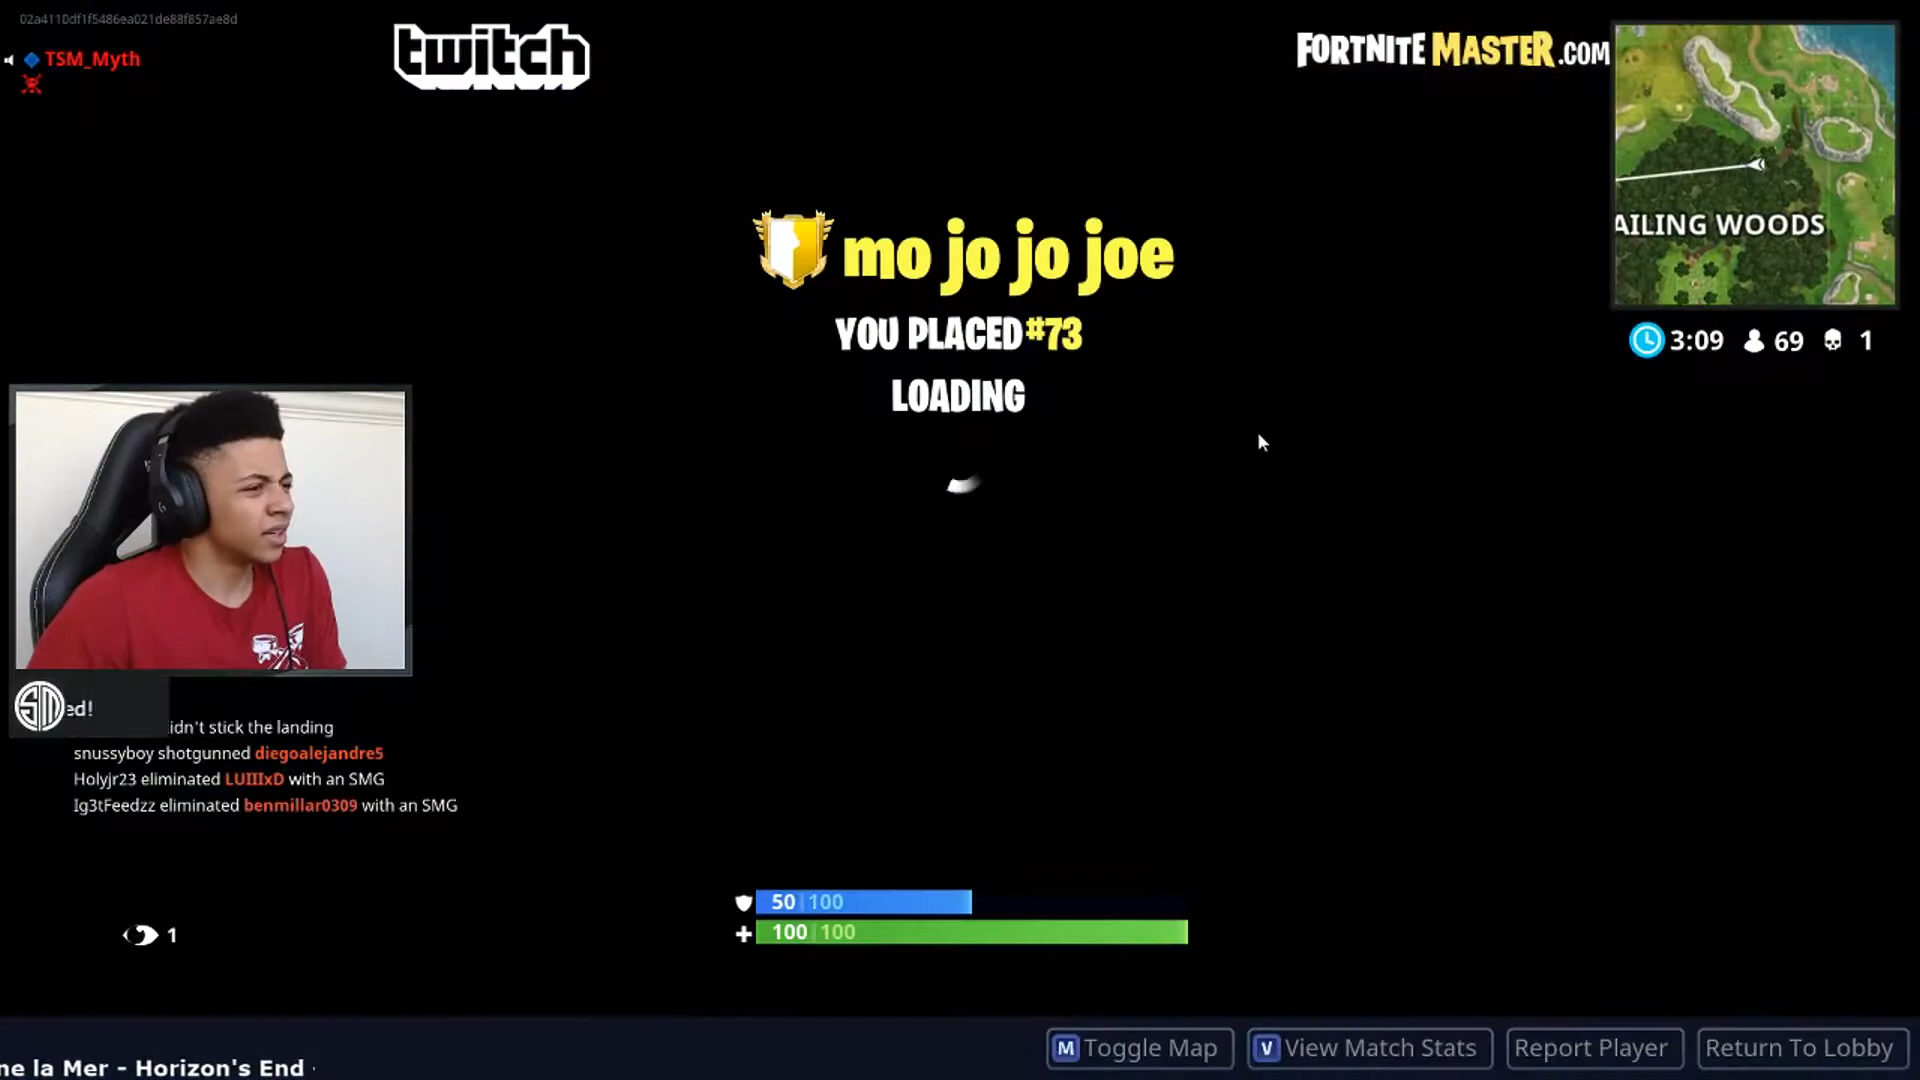 02a4110df1f5486ea021de88f857ae8d
TSM_Myth
twitch
FORTNITE MASTER.COM
AILING WOODS
3:09 69 1
mo jo jo joe
YOU PLACED #73
LOADING
ed!
idn't stick the landing
snussyboy shotgunned diegoalejandre5
Holyjr23 eliminated LUIIIxD with an SMG
Ig3tFeedzz eliminated benmillar0309 with an SMG
1
50 | 100
100 | 100
M Toggle Map
V View Match Stats
Report Player
Return To Lobby
ne la Mer - Horizon's End ·